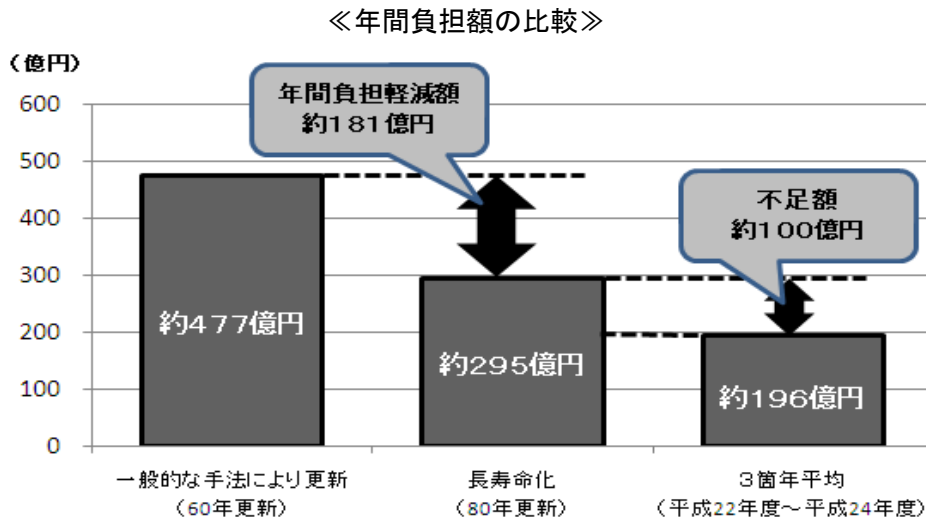 ≪年間負担額の比較≫
（億円）
年間負担軽減額
約181億円
600
500
400
300
200
100
0
不足額
約100億円
約477億円
約295億円
約196億円
一般的な手法により更新
（60年更新）
長寿命化
（80年更新）
3箇年平均
（平成22年度～平成24年度）